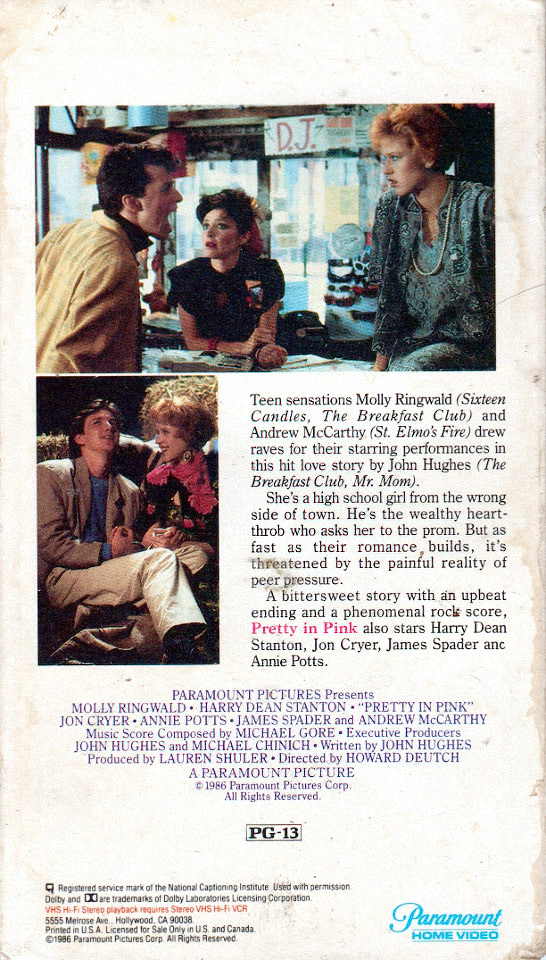 D.J.
Teen sensations Molly Ringwald (Sixteen
Candles, The Breakfast Club) and
Andrew McCarthy (St. Elmo's Fire) drew
raves for their starring performances in
this hit love story by John Hughes (The
Breakfast Club, Mr. Mom).
She's a high school girl from the wrong
side of town. He's the wealthy heart-
throb who asks her to the prom. But as
fast as their romance builds, it's
threatened by the painful reality of
peer pressure.
A bittersweet story with an upbeat
ending and a phenomenal rock score,
Pretty in Pink also stars Harry Dean
Stanton, Jon Cryer, James Spader and
Annie Potts.
PARAMOUNT PICTURES Presents
MOLLY RINGWALD • HARRY DEAN STANTON • "PRETTY IN PINK"
JON CRYER • ANNIE POTTS • JAMES SPADER and ANDREW McCARTHY
Music Score Composed by MICHAEL GORE • Executive Producers
JOHN HUGHES and MICHAEL CHINICH • Written by JOHN HUGHES
Produced by LAUREN SHULER • Directed by HOWARD DEUTCH
A PARAMOUNT PICTURE
©1986 Paramount Pictures Corp.
All Rights Reserved.
PG-13
Registered service mark of the National Captioning Institute. Used with permission.
Dolby and DD are trademarks of Dolby Laboratories Licensing Corporation.
VHS Hi-Fi Stereo playback requires Stereo VHS Hi-Fi VCR
5555 Melrose Ave., Hollywood, CA 90038.
Printed in U.S.A. Licensed for Sale Only in U.S. and Canada.
©1986 Paramount Pictures Corp. All Rights Reserved.
Paramount
HOME VIDEO